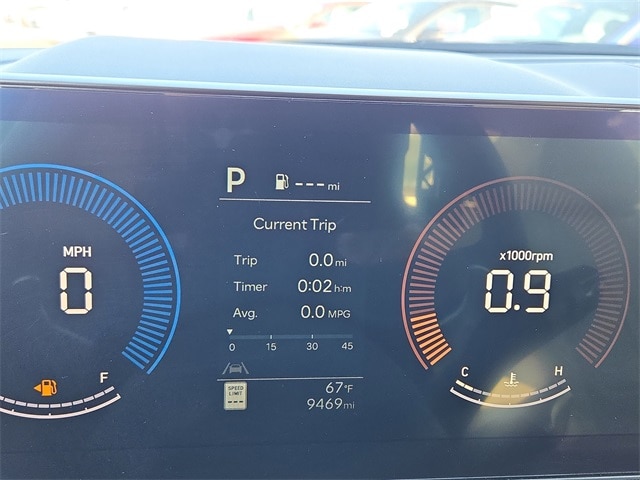 P --- mi
Current Trip
MPH
0
Trip 0.0 mi
Timer 0:02 h:m
Avg. 0.0 MPG
0 15 30 45
x1000rpm
0.9
F
C H
SPEED
LIMIT
---
67°F
9469 mi